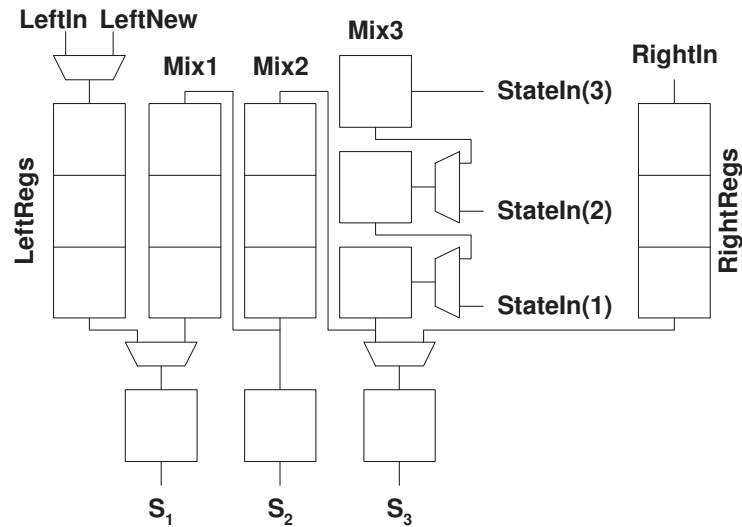 LeftIn LeftNew
Mix1
Mix2
Mix3
RightIn
StateIn(3)
LeftRegs
StateIn(2)
RightRegs
StateIn(1)
S₁
S₂
S₃